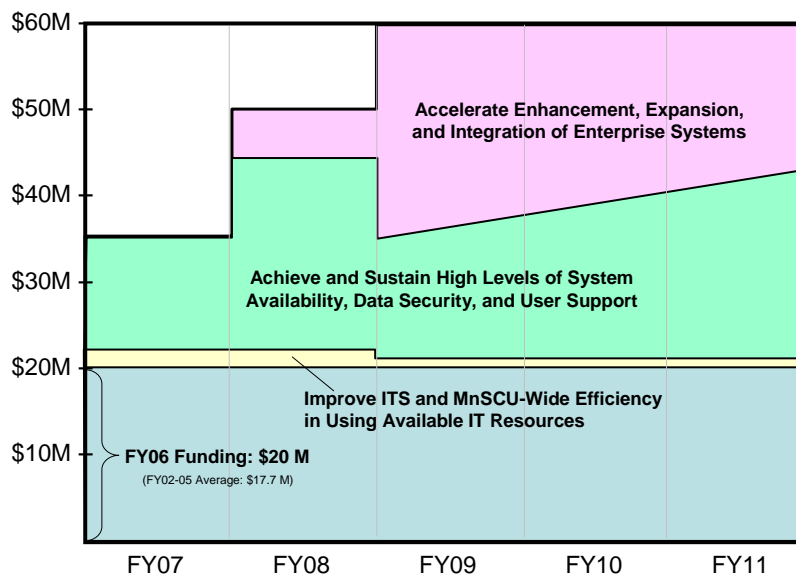 $60M
$50M
Accelerate Enhancement, Expansion,
and Integration of Enterprise Systems
$40M
$30M
Achieve and Sustain High Levels of System
Availability, Data Security, and User Support
$20M
Improve ITS and MnSCU-Wide Efficiency
in Using Available IT Resources
$10M
FY06 Funding: $20 M
(FY02-05 Average: $17.7 M)
FY07 FY08 FY09 FY10 FY11